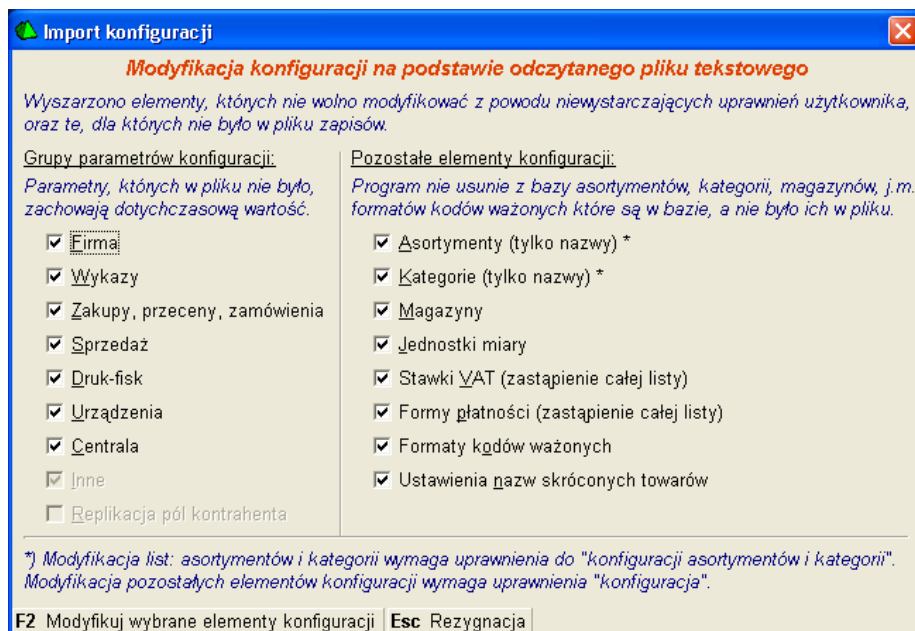 Import konfiguracji
Modyfikacja konfiguracji na podstawie odczytanego pliku tekstowego
Wyszarzono elementy, których nie wolno modyfikować z powodu niewystarczających uprawnień użytkownika,
oraz te, dla których nie było w pliku zapisów.
Grupy parametrów konfiguracji:
Parametry, których w pliku nie było,
zachowają dotychczasową wartość.
Firma
Wykazy
Zakupy, przeceny, zamówienia
Sprzedaż
Druk-fisk
Urządzenia
Centrala
Inne
Replikacja pól kontrahenta
Pozostałe elementy konfiguracji:
Program nie usunie z bazy asortymentów, kategorii, magazynów, j.m.
formatów kodów ważonych które są w bazie, a nie było ich w pliku.
Asortymenty (tylko nazwy) *
Kategorie (tylko nazwy) *
Magazyny
Jednostki miary
Stawki VAT (zastąpienie całej listy)
Formy płatności (zastąpienie całej listy)
Formaty kodów ważonych
Ustawienia nazw skróconych towarów
*) Modyfikacja list: asortymentów i kategorii wymaga uprawnienia do "konfiguracji asortymentów i kategorii".
Modyfikacja pozostałych elementów konfiguracji wymaga uprawnienia "konfiguracja".
F2 Modyfikuj wybrane elementy konfiguracji Esc Rezygnacja